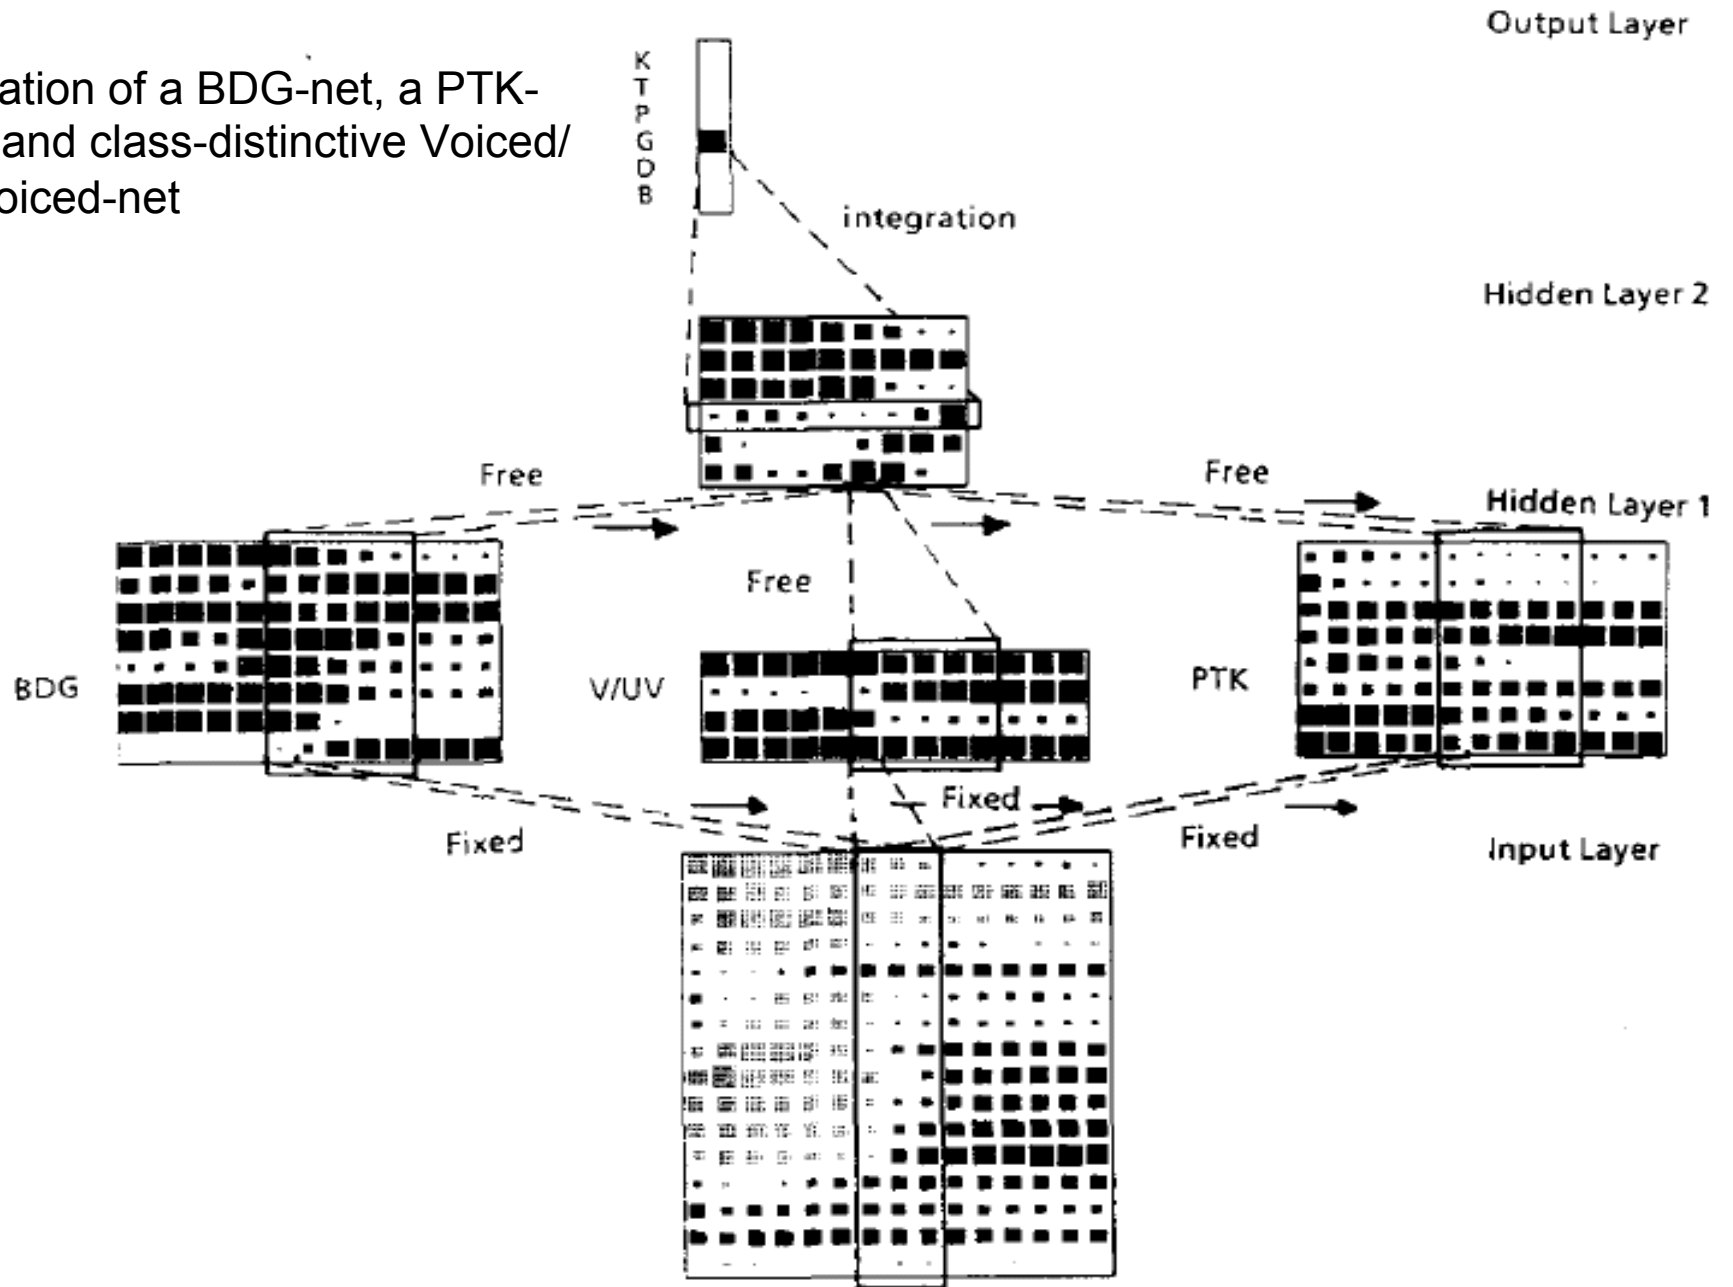 Output Layer
ation of a BDG-net, a PTK-
and class-distinctive Voiced/
oiced-net
K
T
P
G
D
B
integration
Hidden Layer 2
Free
Free
Hidden Layer 1
Free
BDG
V/UV
PTK
Fixed
Fixed
Fixed
Input Layer